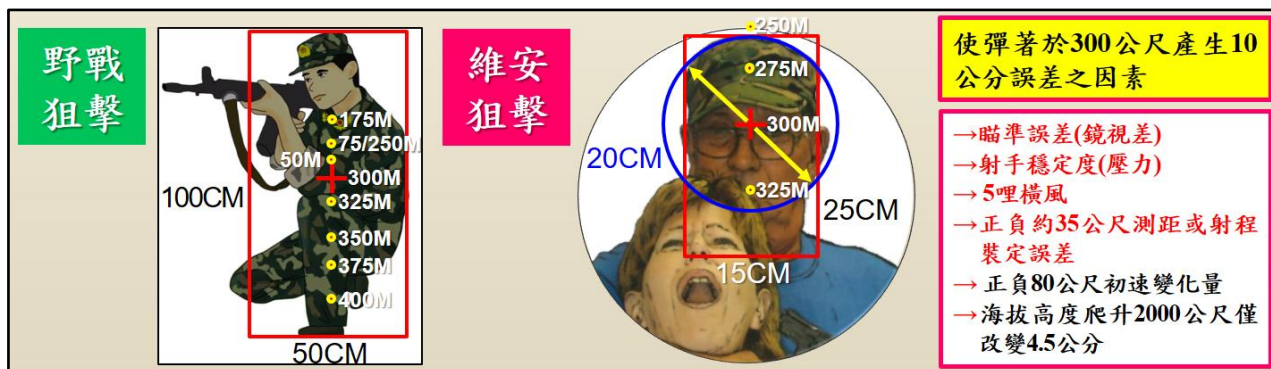 野戰
狙擊
175M
75/250M
50M
300M
325M
350M
375M
400M
100CM
50CM
維安
狙擊
250M
275M
300M
325M
20CM
25CM
15CM
使彈著於300公尺產生10
公分誤差之因素
→瞄準誤差(鏡視差)
→射手穩定度(壓力)
→5哩橫風
→正負約35公尺測距或射程
裝定誤差
→正負80公尺初速變化量
→海拔高度爬升2000公尺僅
改變4.5公分